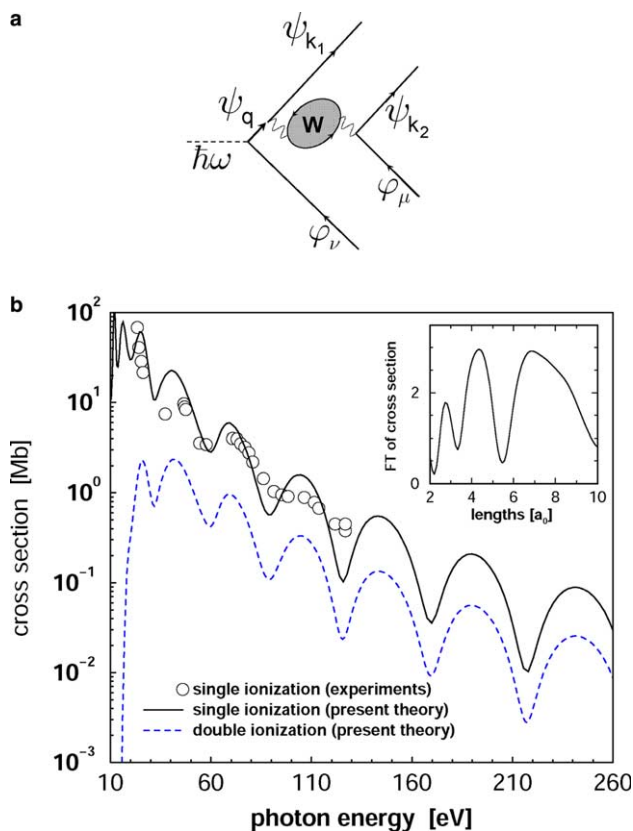 a
ψk₁
ψq
W
ψk₂
ħω
φμ
φν
b
10²
10¹
10⁰
10⁻¹
10⁻²
10⁻³
cross section [Mb]
10 60 110 160 210 260
photon energy [eV]
single ionization (experiments)
single ionization (present theory)
double ionization (present theory)
FT of cross section
2
0
2 4 6 8 10
lengths [a₀]